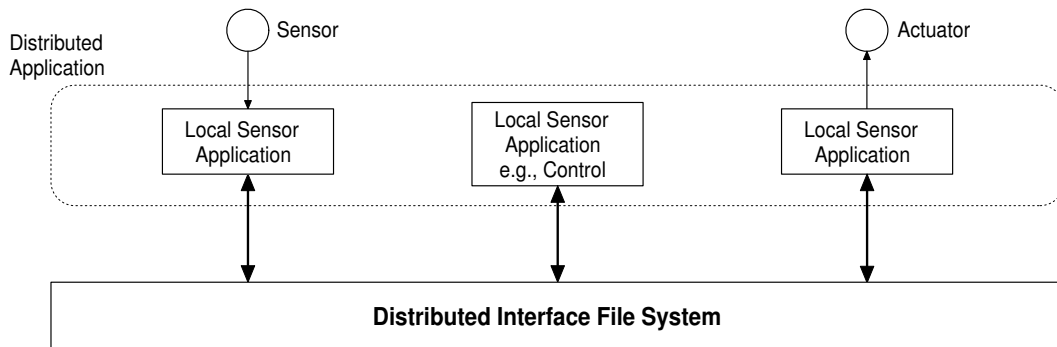 Sensor
Actuator
Distributed
Application
Local Sensor
Application
Local Sensor
Application
e.g., Control
Local Sensor
Application
Distributed Interface File System